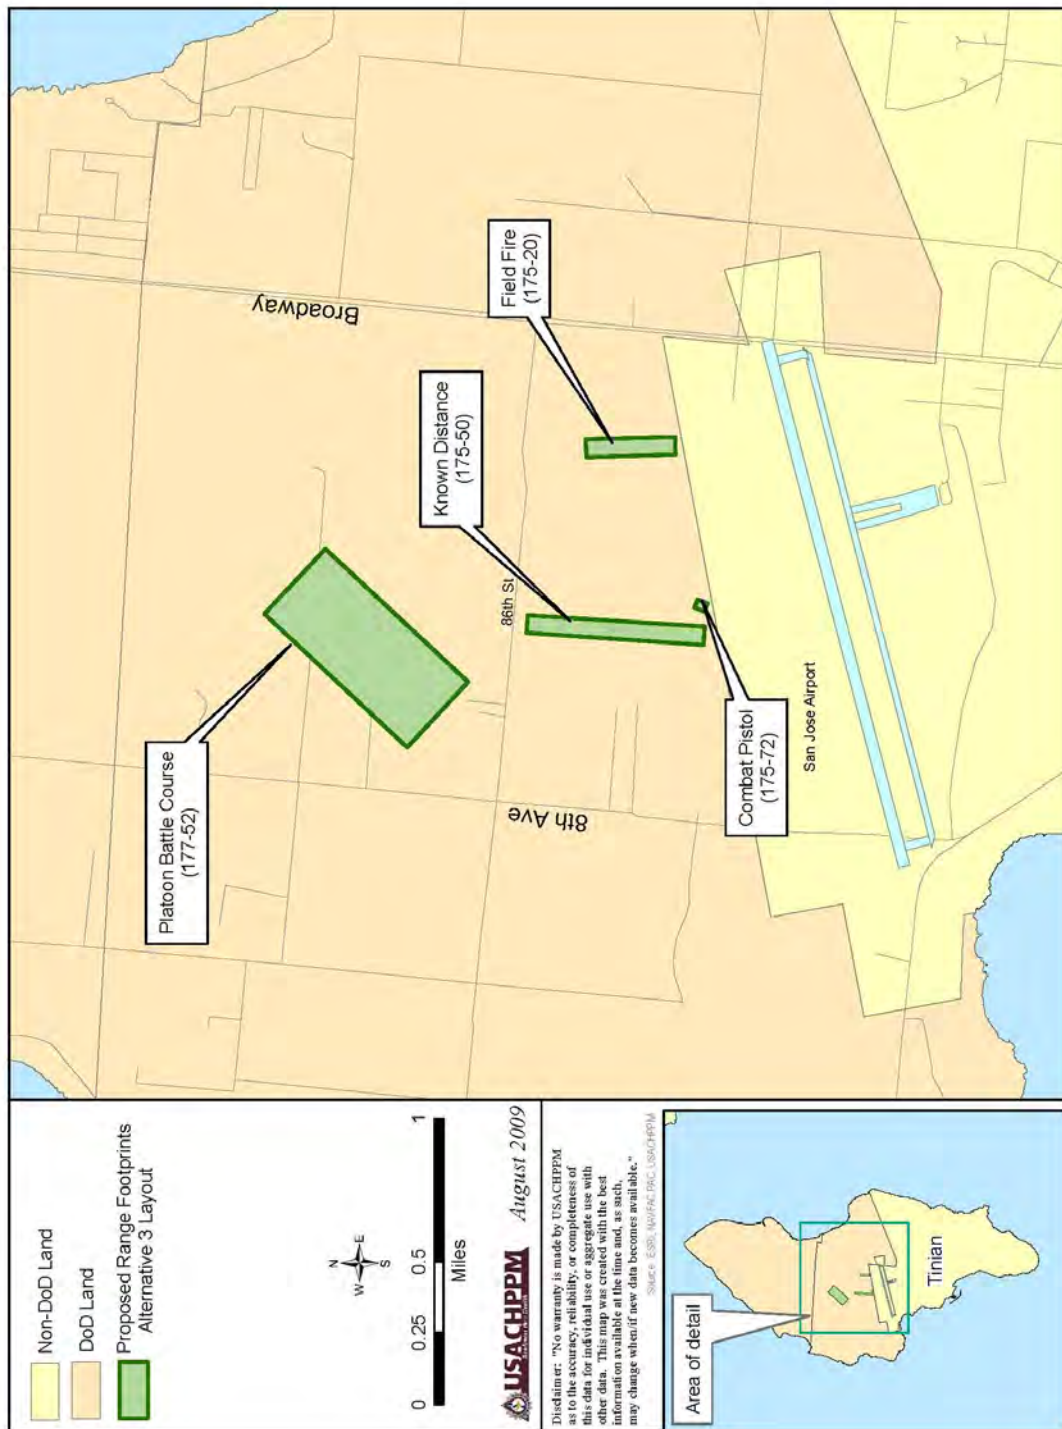 Non-DoD Land
DoD Land
Proposed Range Footprints
Alternative 3 Layout
N
W
E
S
0
0.25
0.5
1
Miles
USACHPPM
August 2009
Disclaimer: "No warranty is made by USACHPPM
as to the accuracy, reliability, or completeness of
this data for individual use or aggregate use with
other data. This map was created with the best
information available at the time and, as such,
may change when/if new data becomes available."
Source: ESRI, NAVFAC PAC, USACHPPM
Area of detail
Tinian
Platoon Battle Course
(177-52)
Known Distance
(175-50)
Field Fire
(175-20)
Combat Pistol
(175-72)
Broadway
86th St
8th Ave
San Jose Airport